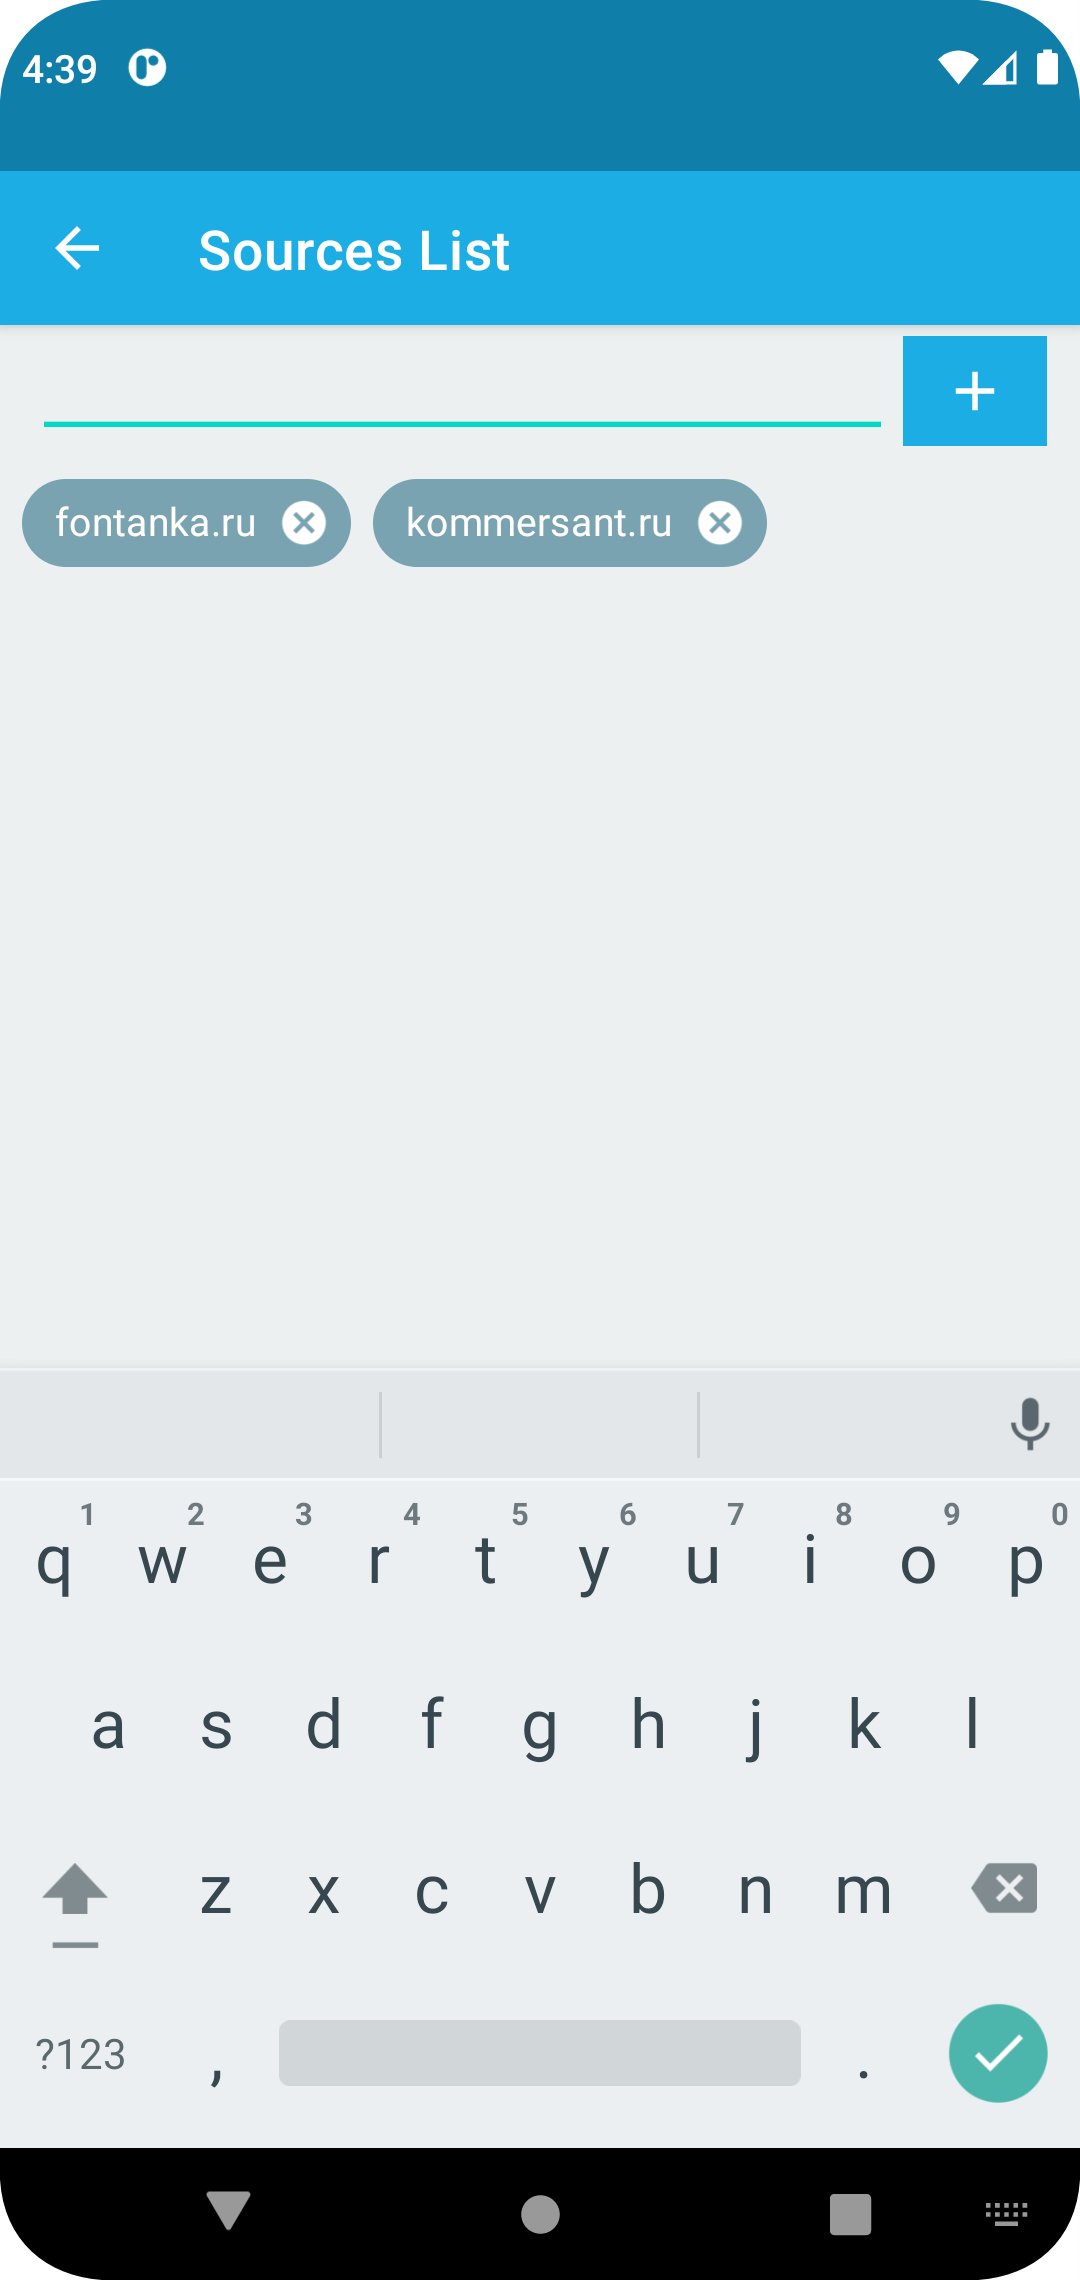 4:39
Sources List
fontanka.ru kommersant.ru
1 2 3 4 5 6 7 8 9 0
q w e r t y u i o p
a s d f g h j k l
z x c v b n m
?123 , .